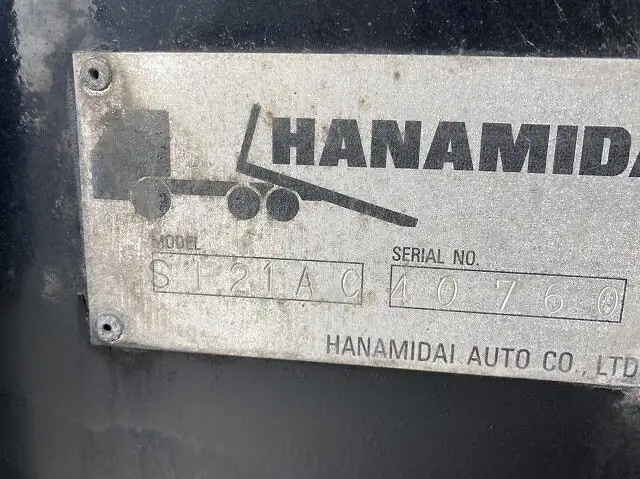 HANAMIDA
MODEL SERIAL NO.
S121AC 40760
HANAMIDAI AUTO CO., LTD